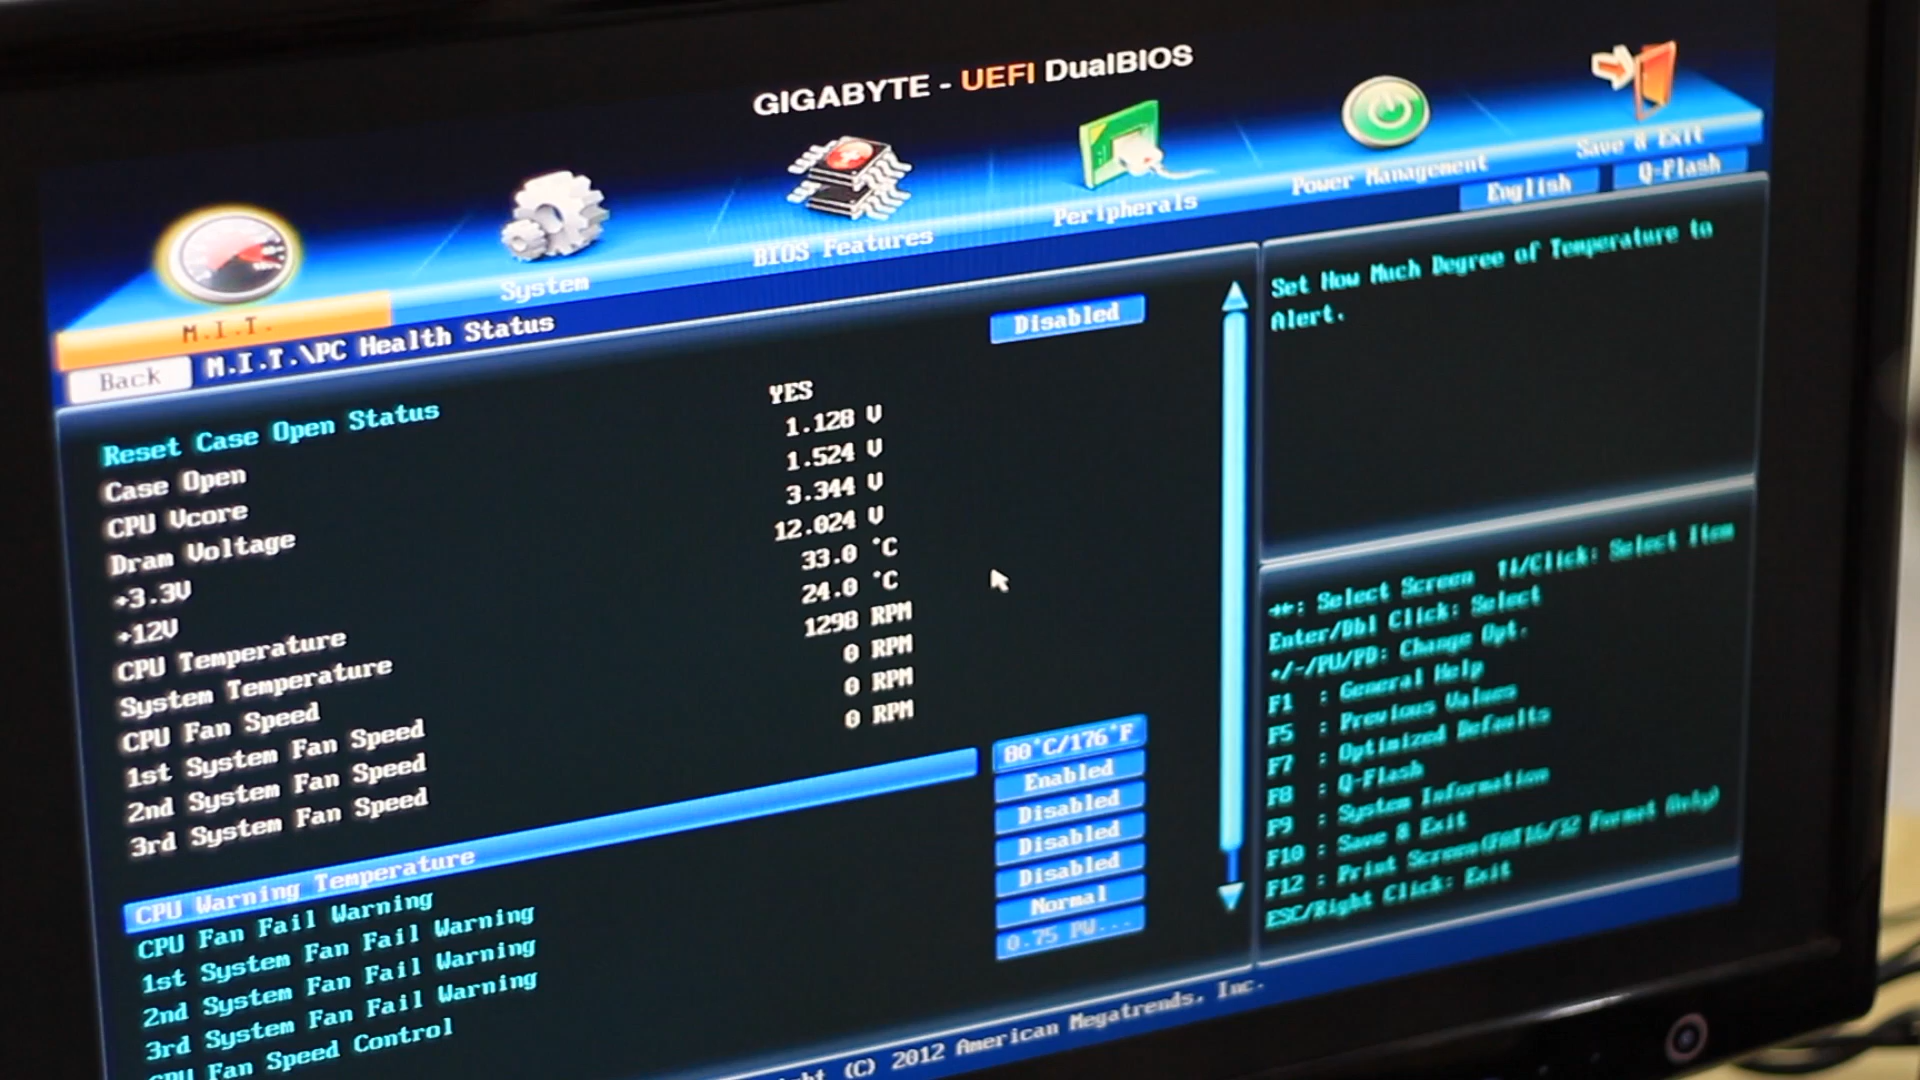 GIGABYTE - UEFI DualBIOS
M.I.T.
System
BIOS Features
Peripherals
Power Management
Save & Exit
English
Q-Flash
Back
M.I.T.\PC Health Status
Reset Case Open Status Disabled
Case Open YES
CPU Vcore 1.128 V
Dram Voltage 1.524 V
+3.3V 3.344 V
+12V 12.024 V
CPU Temperature 33.0 °C
System Temperature 24.0 °C
CPU Fan Speed 1298 RPM
1st System Fan Speed 0 RPM
2nd System Fan Speed 0 RPM
3rd System Fan Speed 0 RPM
CPU Warning Temperature 80°C/176°F
CPU Fan Fail Warning Enabled
1st System Fan Fail Warning Disabled
2nd System Fan Fail Warning Disabled
3rd System Fan Fail Warning Disabled
CPU Fan Speed Control Normal
0.75 PW...
Set How Much Degree of Temperature to
Alert.
→←: Select Screen ↑↓/Click: Select Item
Enter/Dbl Click: Select
+/-/PU/PD: Change Opt.
F1 : General Help
F5 : Previous Values
F7 : Optimized Defaults
F8 : Q-Flash
F9 : System Information
F10 : Save & Exit
F12 : Print Screen(FAT16/32 Format Only)
ESC/Right Click: Exit
(C) 2012 American Megatrends, Inc.